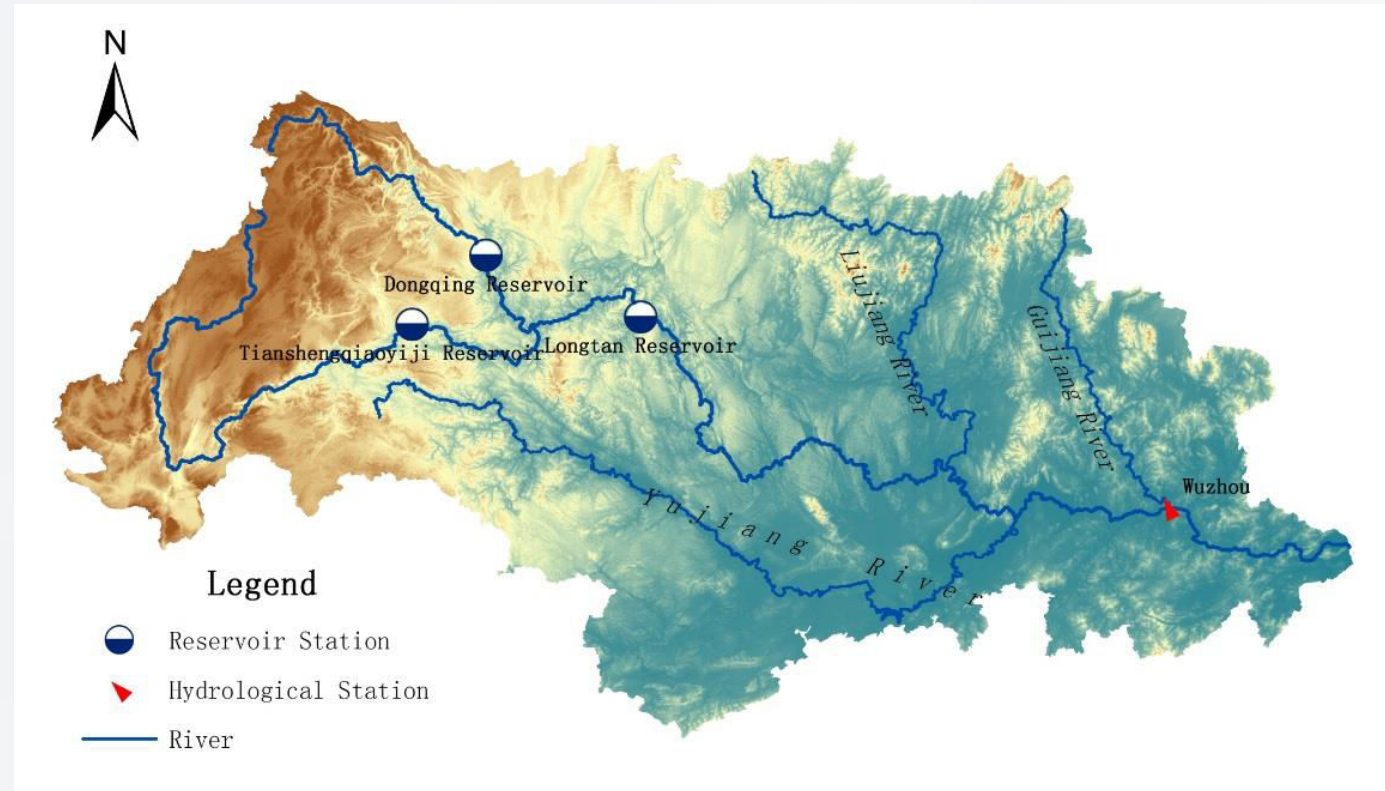 N
Dongqing Reservoir
Tianshengqiaoyiji Reservoir
Longtan Reservoir
Liujiang River
Guijiang River
Wuzhou
Yujiang River
Legend
Reservoir Station
Hydrological Station
River